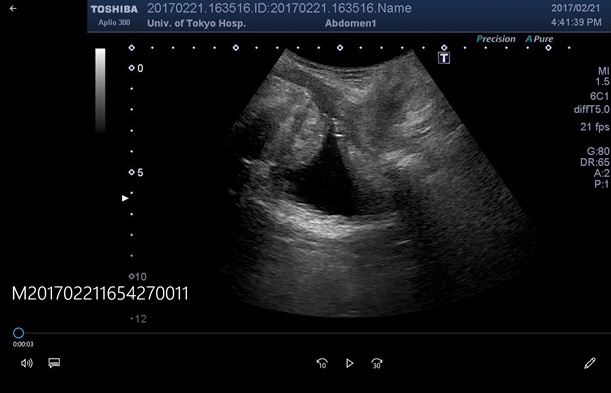 TOSHIBA 20170221.163516.ID:20170221.163516.Name 2017/02/21
Aplio 300 Univ. of Tokyo Hosp. Abdomen1 4:41:39 PM
Precision A Pure
T
0
MI
1.5
6C1
diffT5.0
21 fps
G:80
DR:65
A:2
P:1
5
10
M201702211654270011
12
0:00:03
10
30